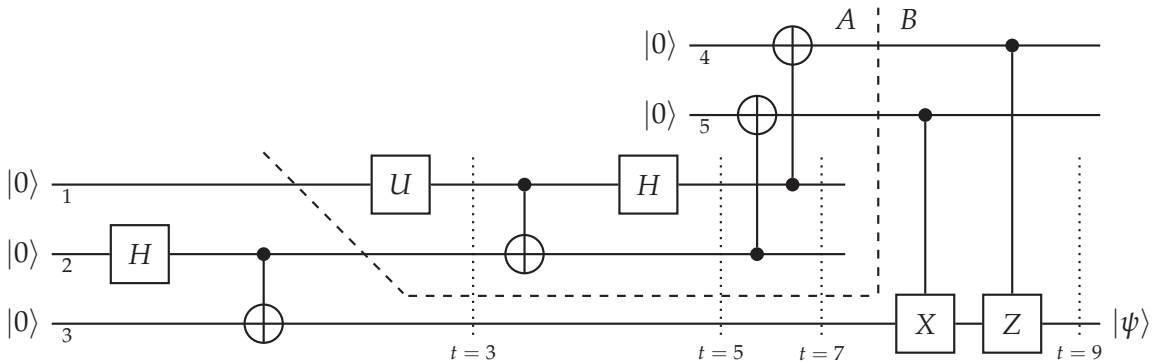 A B
|0⟩ 4
|0⟩ 5
|0⟩ 1 U H
|0⟩ 2 H
|0⟩ 3 X Z |ψ⟩
t = 3 t = 5 t = 7 t = 9